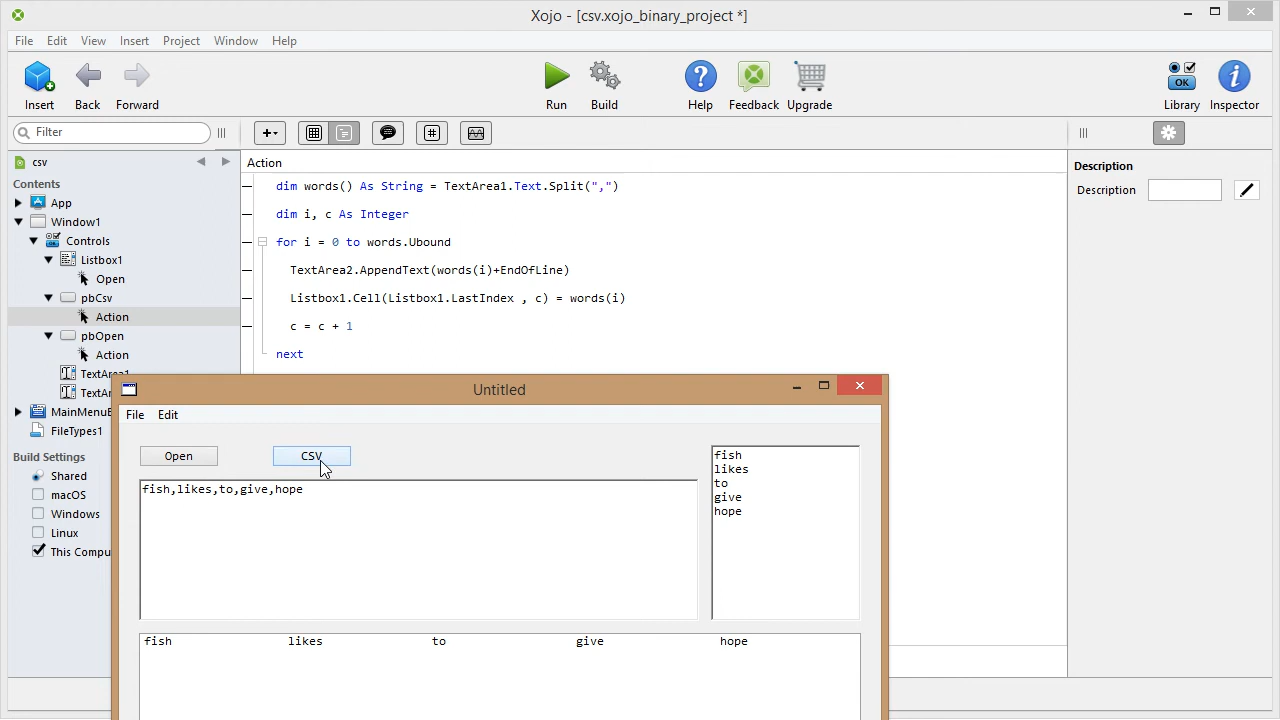 Xojo - [csv.xojo_binary_project *]
File Edit View Insert Project Window Help
Insert Back Forward Run Build Help Feedback Upgrade OK Library Inspector
Filter
csv
Contents
App
Window1
Controls
Listbox1
Open
pbCsv
Action
pbOpen
Action
TextArea1
FileTypes1
Build Settings
Shared
macOS
Windows
Linux
This Compu
Action
dim words() As String = TextArea1.Text.Split(",")
dim i, c As Integer
for i = 0 to words.Ubound
TextArea2.AppendText(words(i)+EndOfLine)
Listbox1.Cell(Listbox1.LastIndex , c) = words(i)
c = c + 1
next
Description
Description
Untitled
File Edit
Open CSV
fish,likes,to,give,hope
fish
likes
to
give
hope
fish likes to give hope